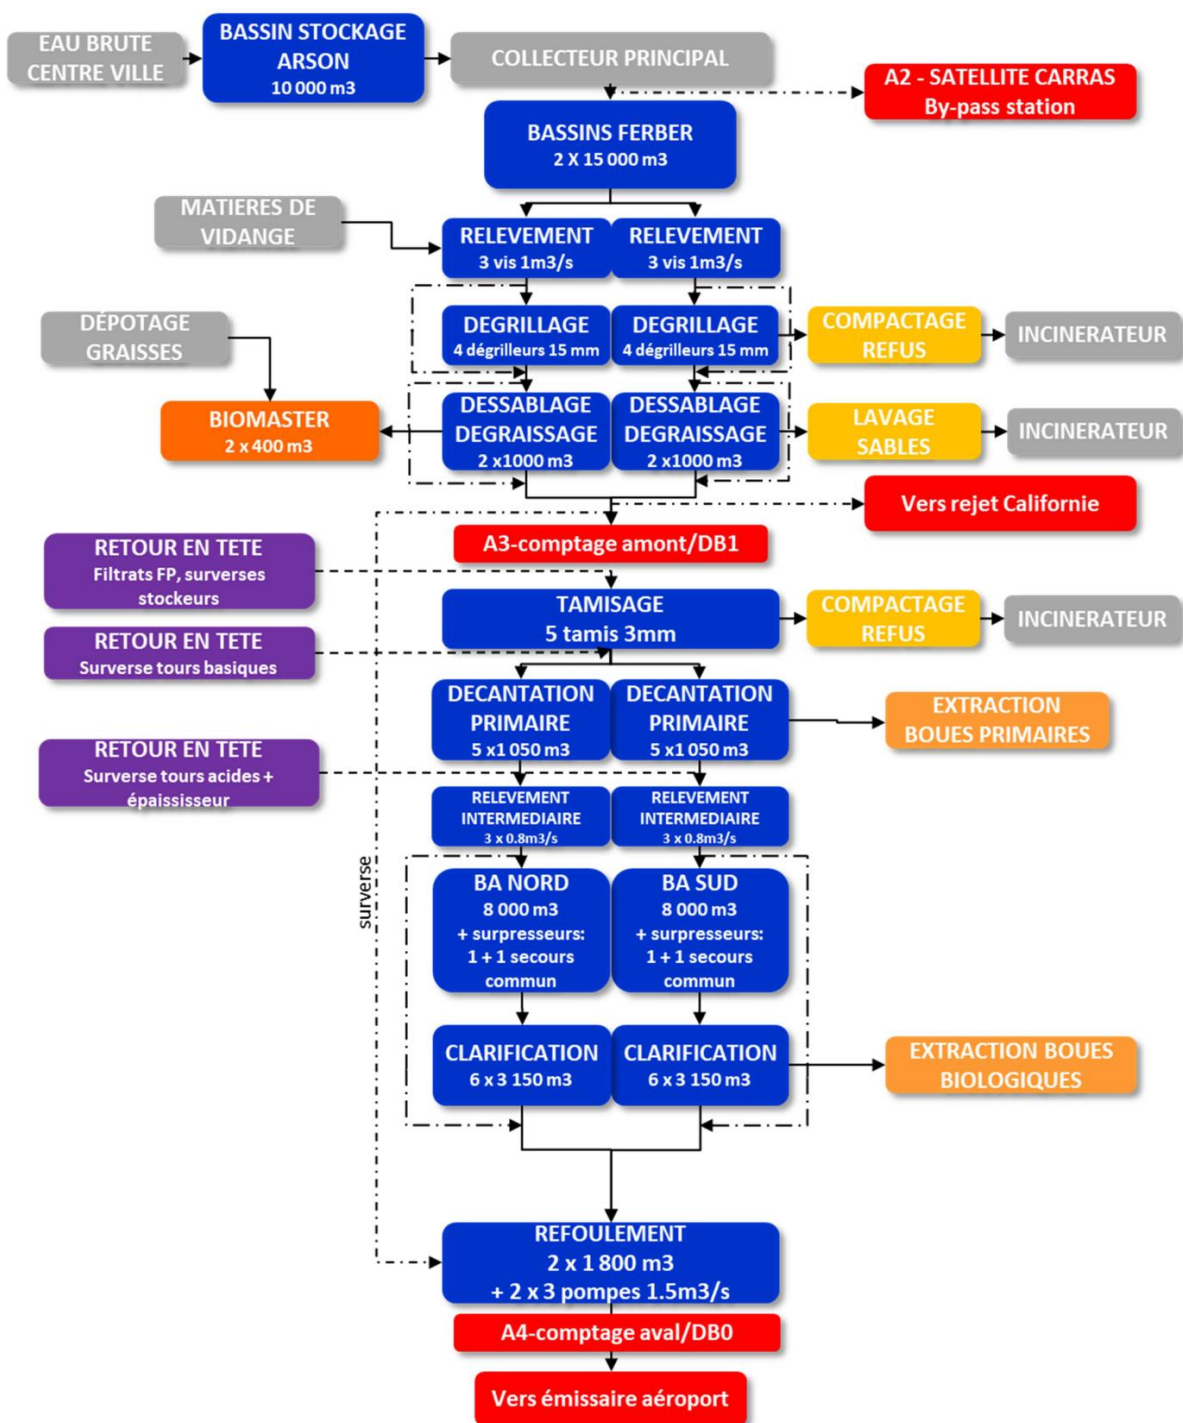 EAU BRUTE
CENTRE VILLE
BASSIN STOCKAGE
ARSON
10 000 m3
COLLECTEUR PRINCIPAL
A2 - SATELLITE CARRAS
By-pass station
BASSINS FERBER
2 X 15 000 m3
MATIERES DE
VIDANGE
RELEVEMENT
3 vis 1m3/s
RELEVEMENT
3 vis 1m3/s
DÉPOTAGE
GRAISSES
DEGRILLAGE
4 dégrilleurs 15 mm
DEGRILLAGE
4 dégrilleurs 15 mm
COMPACTAGE
REFUS
INCINERATEUR
BIOMASTER
2 x 400 m3
DESSABLAGE
DEGRAISSAGE
2 x1000 m3
DESSABLAGE
DEGRAISSAGE
2 x1000 m3
LAVAGE
SABLES
INCINERATEUR
Vers rejet Californie
A3-comptage amont/DB1
RETOUR EN TETE
Filtrats FP, surverses
stockeurs
TAMISAGE
5 tamis 3mm
COMPACTAGE
REFUS
INCINERATEUR
RETOUR EN TETE
Surverse tours basiques
DECANTATION
PRIMAIRE
5 x1 050 m3
DECANTATION
PRIMAIRE
5 x1 050 m3
EXTRACTION
BOUES PRIMAIRES
RETOUR EN TETE
Surverse tours acides +
épaississeur
RELEVEMENT
INTERMEDIAIRE
3 x 0.8m3/s
RELEVEMENT
INTERMEDIAIRE
3 x 0.8m3/s
surverse
BA NORD
8 000 m3
+ surpresseurs:
1 + 1 secours
commun
BA SUD
8 000 m3
+ surpresseurs:
1 + 1 secours
commun
CLARIFICATION
6 x 3 150 m3
CLARIFICATION
6 x 3 150 m3
EXTRACTION BOUES
BIOLOGIQUES
REFOULEMENT
2 x 1 800 m3
+ 2 x 3 pompes 1.5m3/s
A4-comptage aval/DB0
Vers émissaire aéroport